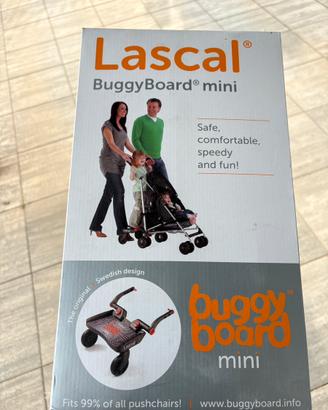 Lascal®
BuggyBoard® mini
Safe,
comfortable,
speedy
and fun!
The original
Swedish design
buggy
board™
mini
Fits 99% of all pushchairs! | www.buggyboard.info